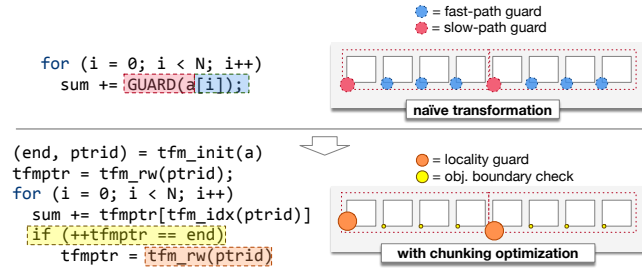 for (i = 0; i < N; i++)
sum += GUARD(a[i]);
= fast-path guard
= slow-path guard
naïve transformation
(end, ptrid) = tfm_init(a)
tfmptr = tfm_rw(ptrid);
for (i = 0; i < N; i++)
sum += tfmptr[tfm_idx(ptrid)]
if (++tfmptr == end)
tfmptr = tfm_rw(ptrid)
= locality guard
= obj. boundary check
with chunking optimization